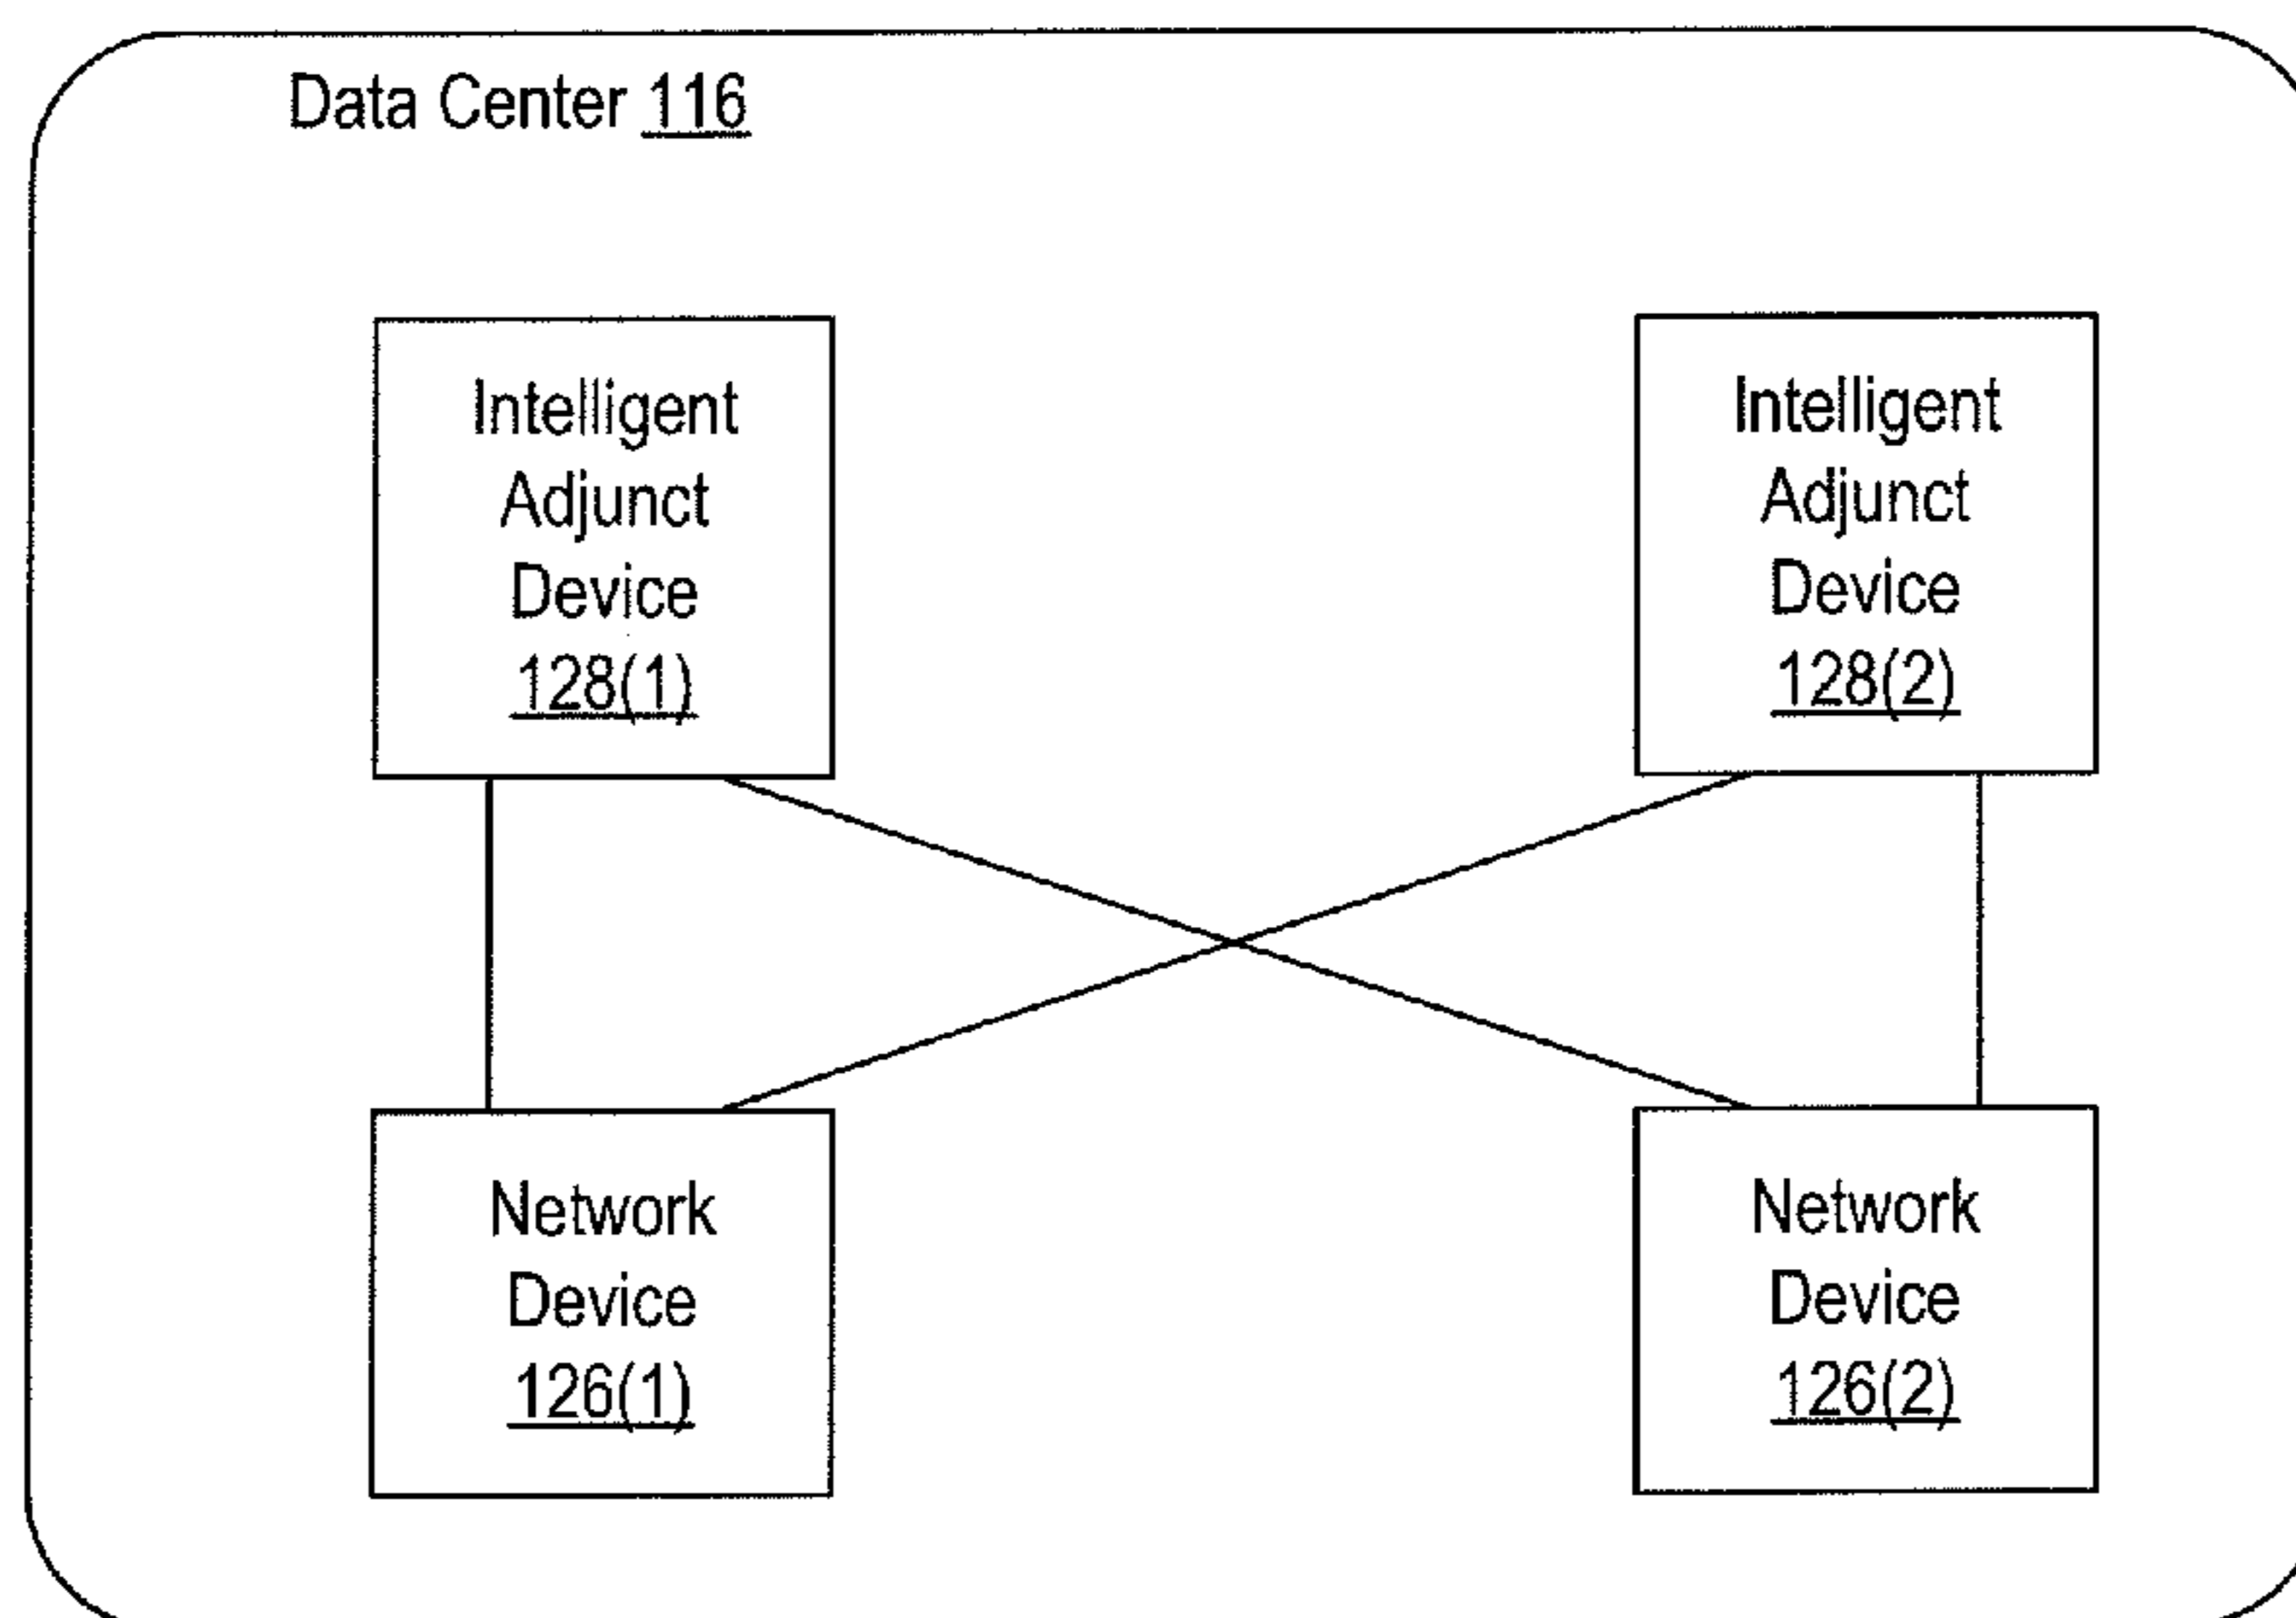 Data Center 116
Intelligent
Adjunct
Device
128(1)
Intelligent
Adjunct
Device
128(2)
Network
Device
126(1)
Network
Device
126(2)